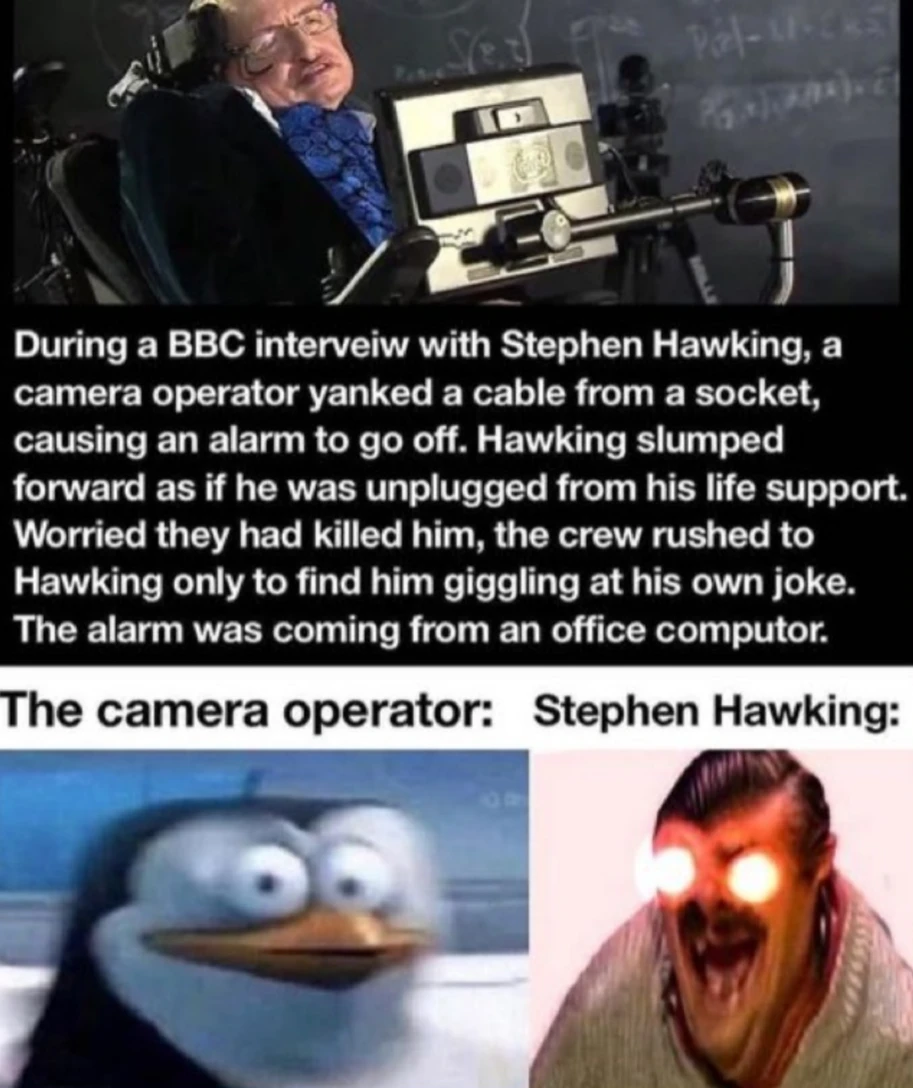 During a BBC interveiw with Stephen Hawking, a
camera operator yanked a cable from a socket,
causing an alarm to go off. Hawking slumped
forward as if he was unplugged from his life support.
Worried they had killed him, the crew rushed to
Hawking only to find him giggling at his own joke.
The alarm was coming from an office computor.
The camera operator: Stephen Hawking: